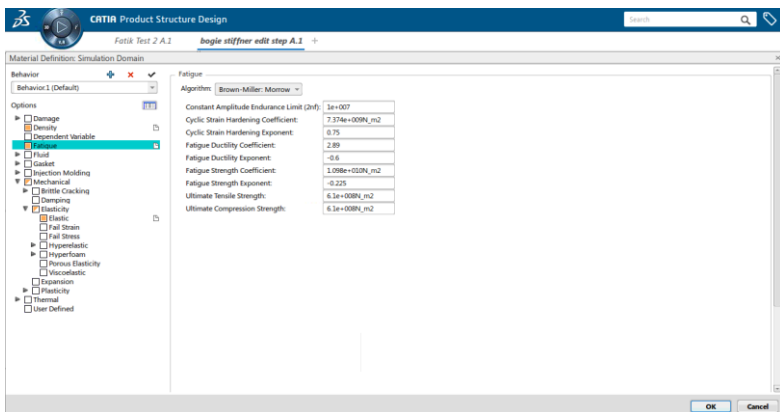 CATIA Product Structure Design
Search
Fatik Test 2 A.1
bogie stiffner edit step A.1
Material Definition: Simulation Domain
Behavior
Behavior.1 (Default)
Options
Damage
Density
Dependent Variable
Fatigue
Fluid
Gasket
Injection Molding
Mechanical
Brittle Cracking
Damping
Elasticity
Elastic
Fail Strain
Fail Stress
Hyperelastic
Hyperfoam
Porous Elasticity
Viscoelastic
Expansion
Plasticity
Thermal
User Defined
Fatigue
Algorithm: Brown-Miller: Morrow
Constant Amplitude Endurance Limit (2nf): 1e+007
Cyclic Strain Hardening Coefficient: 7.374e+009N_m2
Cyclic Strain Hardening Exponent: 0.75
Fatigue Ductility Coefficient: 2.89
Fatigue Ductility Exponent: -0.6
Fatigue Strength Coefficient: 1.098e+010N_m2
Fatigue Strength Exponent: -0.225
Ultimate Tensile Strength: 6.1e+008N_m2
Ultimate Compression Strength: 6.1e+008N_m2
OK
Cancel